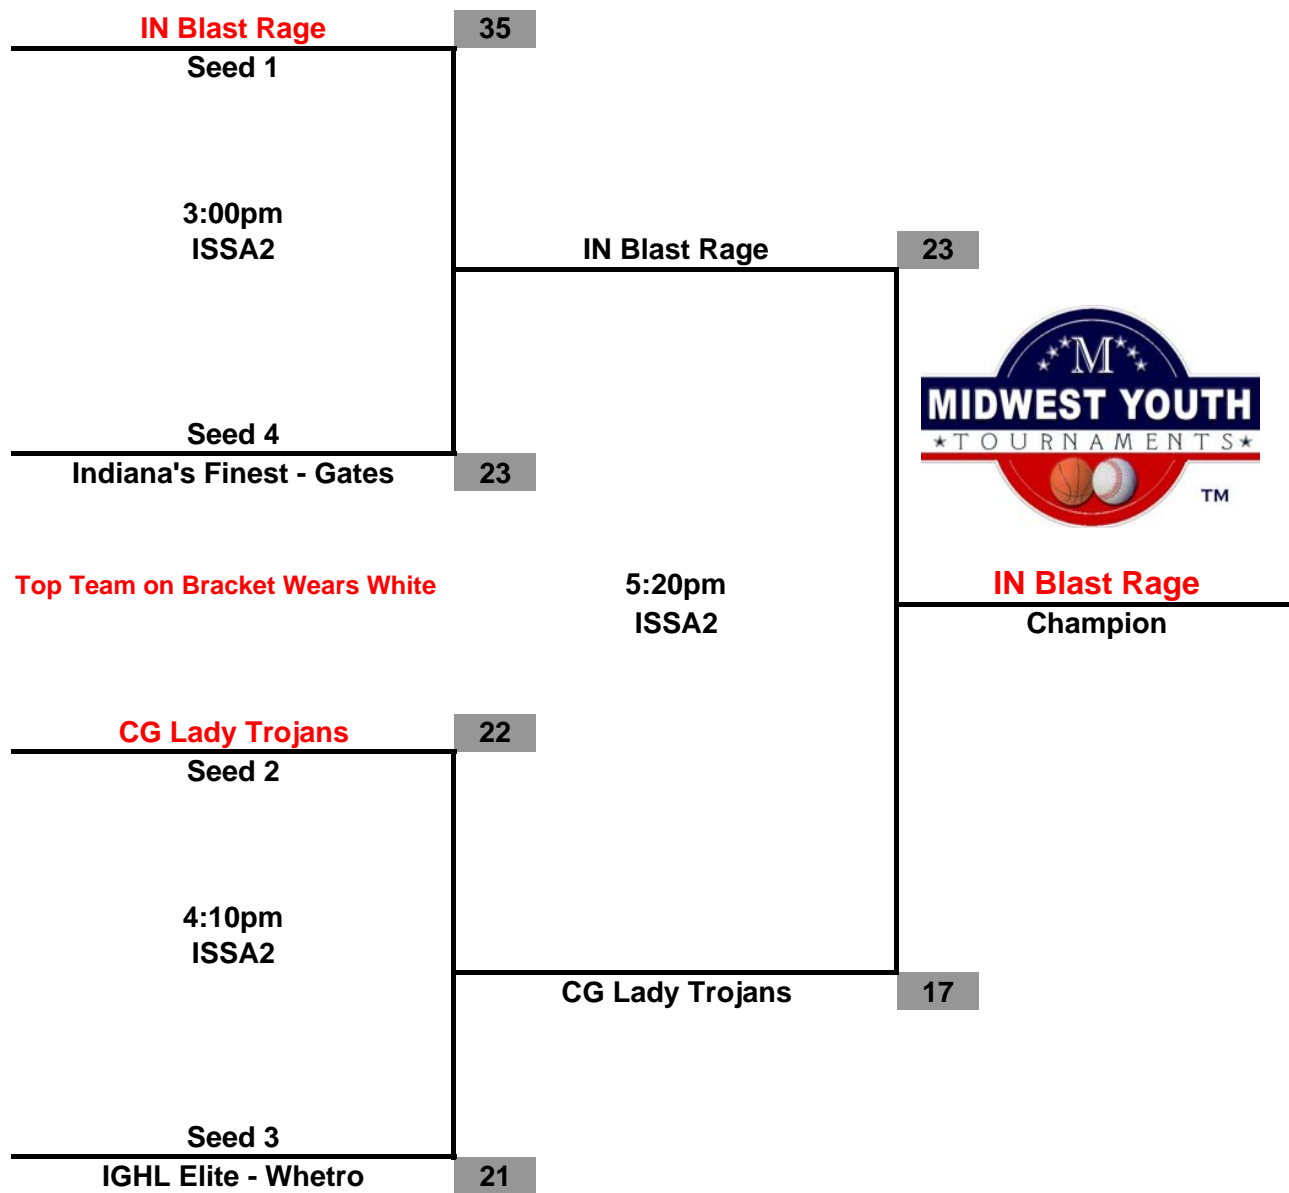 IN Blast Rage 35
Seed 1
3:00pm
ISSA2
IN Blast Rage 23
M
MIDWEST YOUTH
★TOURNAMENTS★
TM
Seed 4
Indiana's Finest - Gates 23
Top Team on Bracket Wears White
5:20pm
ISSA2
IN Blast Rage
Champion
CG Lady Trojans 22
Seed 2
4:10pm
ISSA2
CG Lady Trojans 17
Seed 3
IGHL Elite - Whetro 21